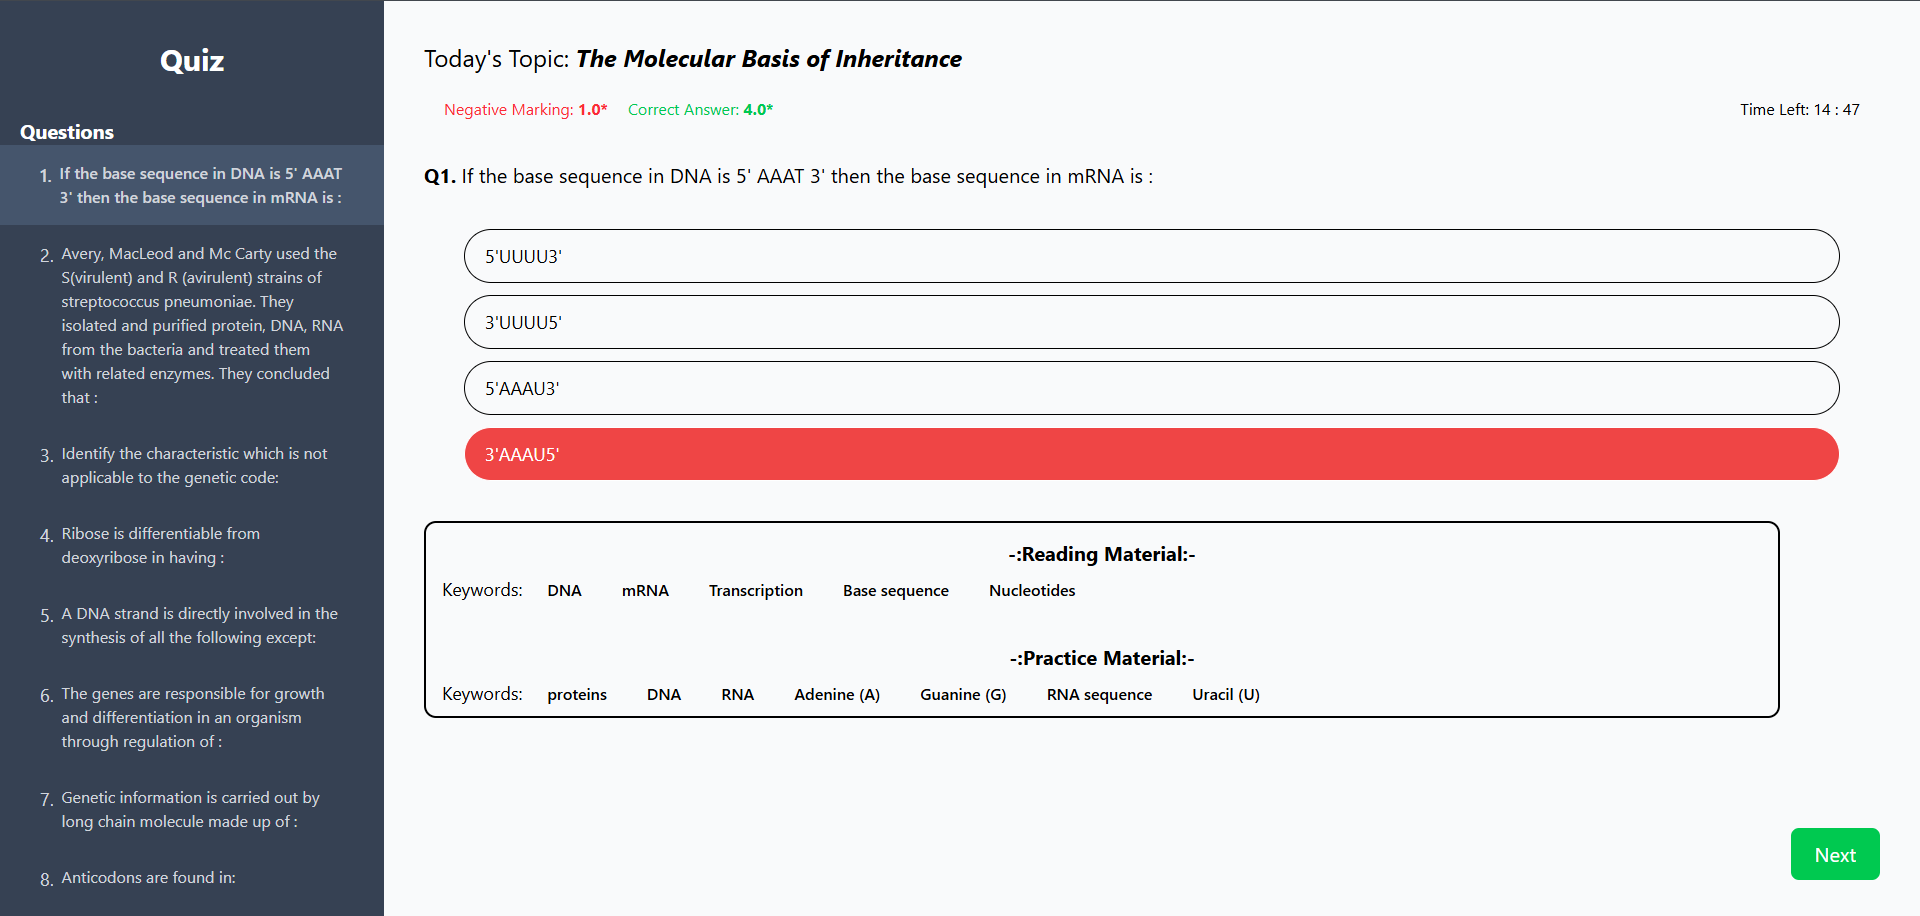 Quiz
Questions
1. If the base sequence in DNA is 5' AAAT
3' then the base sequence in mRNA is :
2. Avery, MacLeod and Mc Carty used the
S(virulent) and R (avirulent) strains of
streptococcus pneumoniae. They
isolated and purified protein, DNA, RNA
from the bacteria and treated them
with related enzymes. They concluded
that :
3. Identify the characteristic which is not
applicable to the genetic code:
4. Ribose is differentiable from
deoxyribose in having :
5. A DNA strand is directly involved in the
synthesis of all the following except:
6. The genes are responsible for growth
and differentiation in an organism
through regulation of :
7. Genetic information is carried out by
long chain molecule made up of :
8. Anticodons are found in:
Today's Topic: The Molecular Basis of Inheritance
Negative Marking: 1.0* Correct Answer: 4.0*
Time Left: 14 : 47
Q1. If the base sequence in DNA is 5' AAAT 3' then the base sequence in mRNA is :
5'UUUU3'
3'UUUU5'
5'AAAU3'
3'AAAU5'
-:Reading Material:-
Keywords: DNA mRNA Transcription Base sequence Nucleotides
-:Practice Material:-
Keywords: proteins DNA RNA Adenine (A) Guanine (G) RNA sequence Uracil (U)
Next